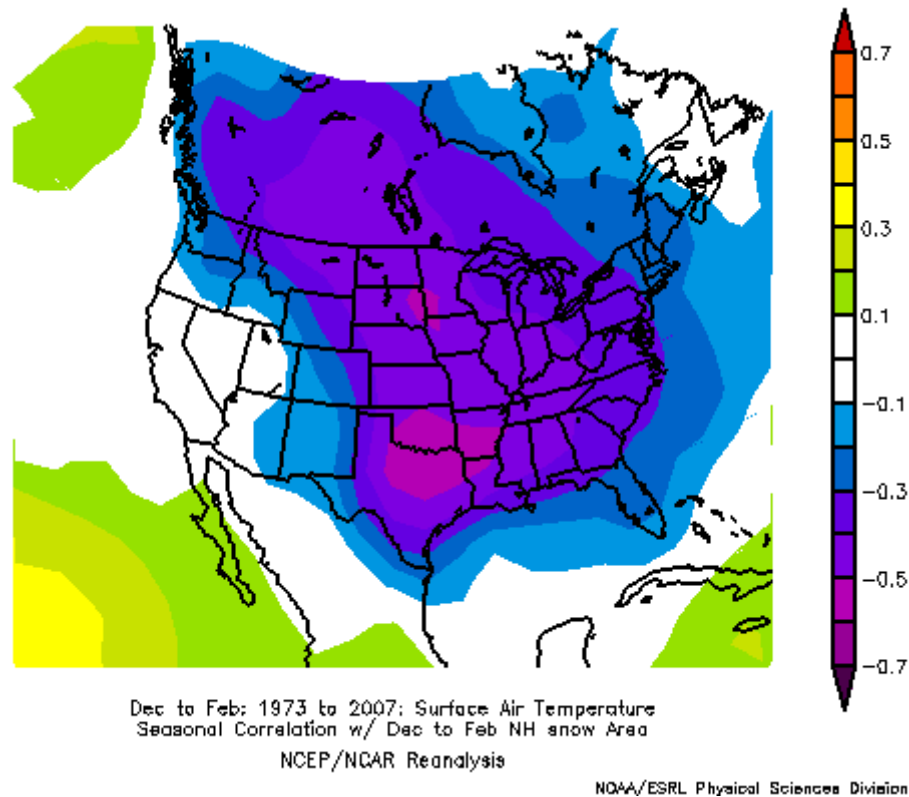 0.7
0.5
0.3
0.1
-0.1
-0.3
-0.5
-0.7
Dec to Feb: 1973 to 2007: Surface Air Temperature
Seasonal Correlation w/ Dec to Feb NH snow Area
NCEP/NCAR Reanalysis
NOAA/ESRL Physical Sciences Division